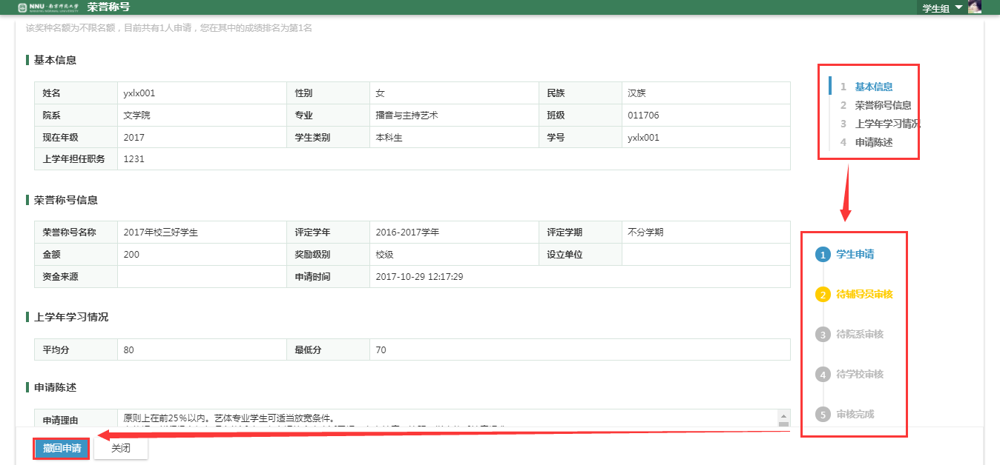 NNU·南京师范大学 荣誉称号 学生组
NANJING NORMAL UNIVERSITY
该奖种名额为不限名额，目前共有1人申请，您在其中的成绩排名为第1名
基本信息
姓名 yxlx001 性别 女 民族 汉族
院系 文学院 专业 播音与主持艺术 班级 011706
现在年级 2017 学生类别 本科生 学号 yxlx001
上学年担任职务 1231
荣誉称号信息
荣誉称号名称 2017年校三好学生 评定学年 2016-2017学年 评定学期 不分学期
金额 200 奖励级别 校级 设立单位
资金来源 申请时间 2017-10-29 12:17:29
上学年学习情况
平均分 80 最低分 70
申请陈述
申请理由 原则上在前25%以内。艺体专业学生可适当放宽条件。
撤回申请 关闭
1 基本信息
2 荣誉称号信息
3 上学年学习情况
4 申请陈述
1 学生申请
2 待辅导员审核
3 待院系审核
4 待学校审核
5 审核完成